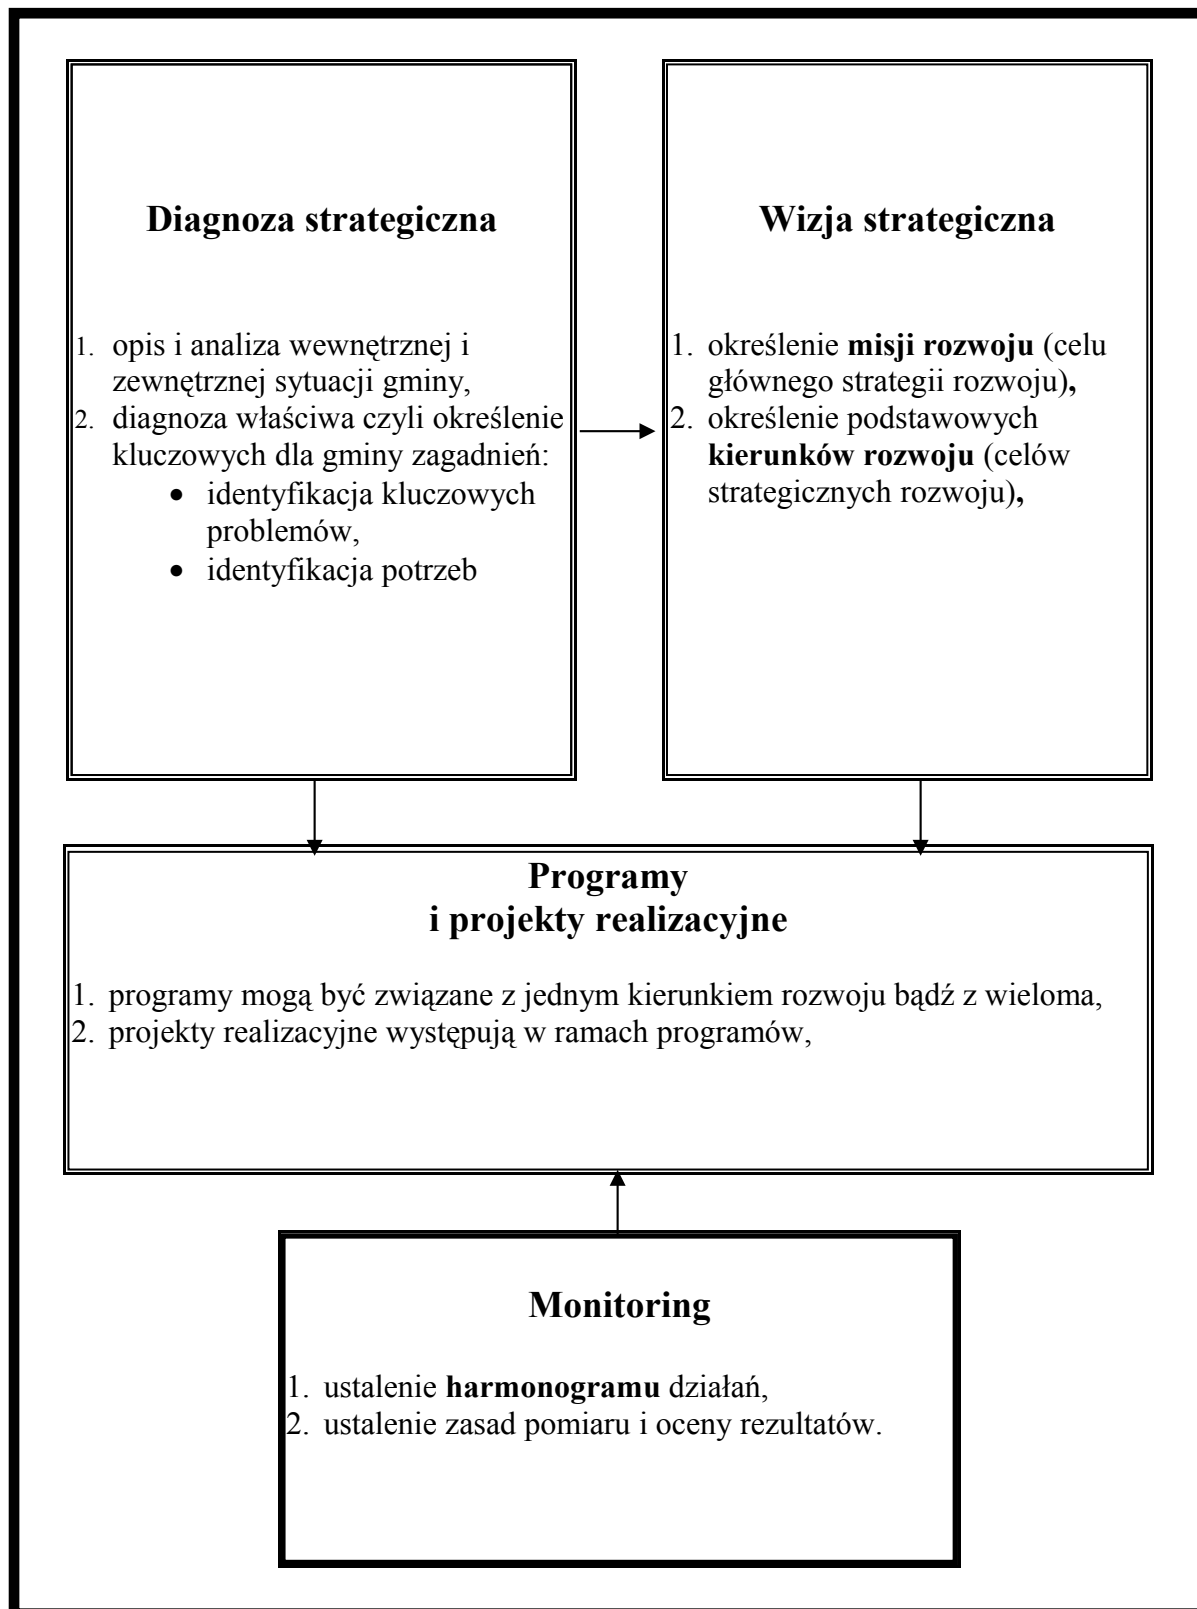 Diagnoza strategiczna
1. opis i analiza wewnętrznej i
zewnętrznej sytuacji gminy,
2. diagnoza właściwa czyli określenie
kluczowych dla gminy zagadnień:
• identyfikacja kluczowych
problemów,
• identyfikacja potrzeb
Wizja strategiczna
1. określenie misji rozwoju (celu
głównego strategii rozwoju),
2. określenie podstawowych
kierunków rozwoju (celów
strategicznych rozwoju),
Programy
i projekty realizacyjne
1. programy mogą być związane z jednym kierunkiem rozwoju bądź z wieloma,
2. projekty realizacyjne występują w ramach programów,
Monitoring
1. ustalenie harmonogramu działań,
2. ustalenie zasad pomiaru i oceny rezultatów.